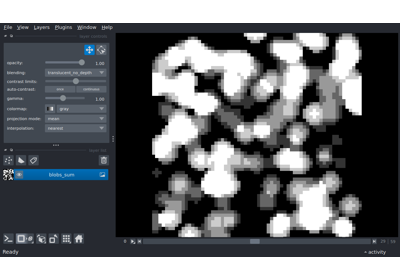 File View Layers Plugins Window Help
opacity: 1.00
blending: translucent_no_depth
contrast limits:
auto-contrast: once continuous
gamma: 1.00
colormap: gray
projection mode: mean
interpolation: nearest
blobs_sum
Ready
activity